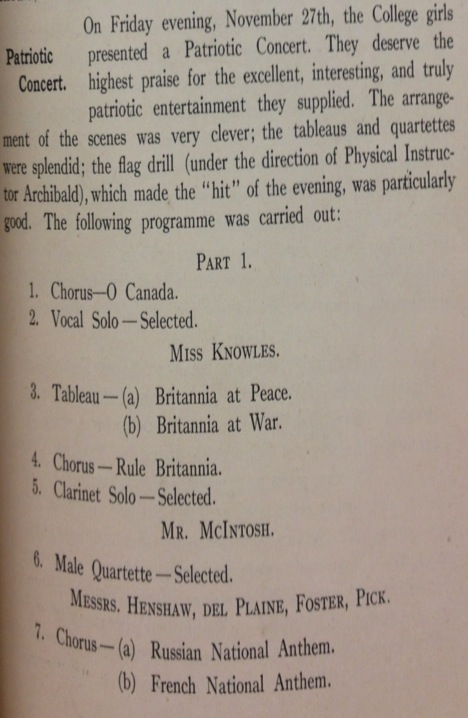 On Friday evening, November 27th, the College girls
Patriotic presented a Patriotic Concert. They deserve the
Concert. highest praise for the excellent, interesting, and truly
patriotic entertainment they supplied. The arrange-
ment of the scenes was very clever; the tableaus and quartettes
were splendid; the flag drill (under the direction of Physical Instruc-
tor Archibald), which made the "hit" of the evening, was particularly
good. The following programme was carried out:
PART 1.
1. Chorus—O Canada.
2. Vocal Solo—Selected.
MISS KNOWLES.
3. Tableau—(a) Britannia at Peace.
(b) Britannia at War.
4. Chorus—Rule Britannia.
5. Clarinet Solo—Selected.
MR. MCINTOSH.
6. Male Quartette—Selected.
MESSRS. HENSHAW, DEL PLAINE, FOSTER, PICK.
7. Chorus—(a) Russian National Anthem.
(b) French National Anthem.